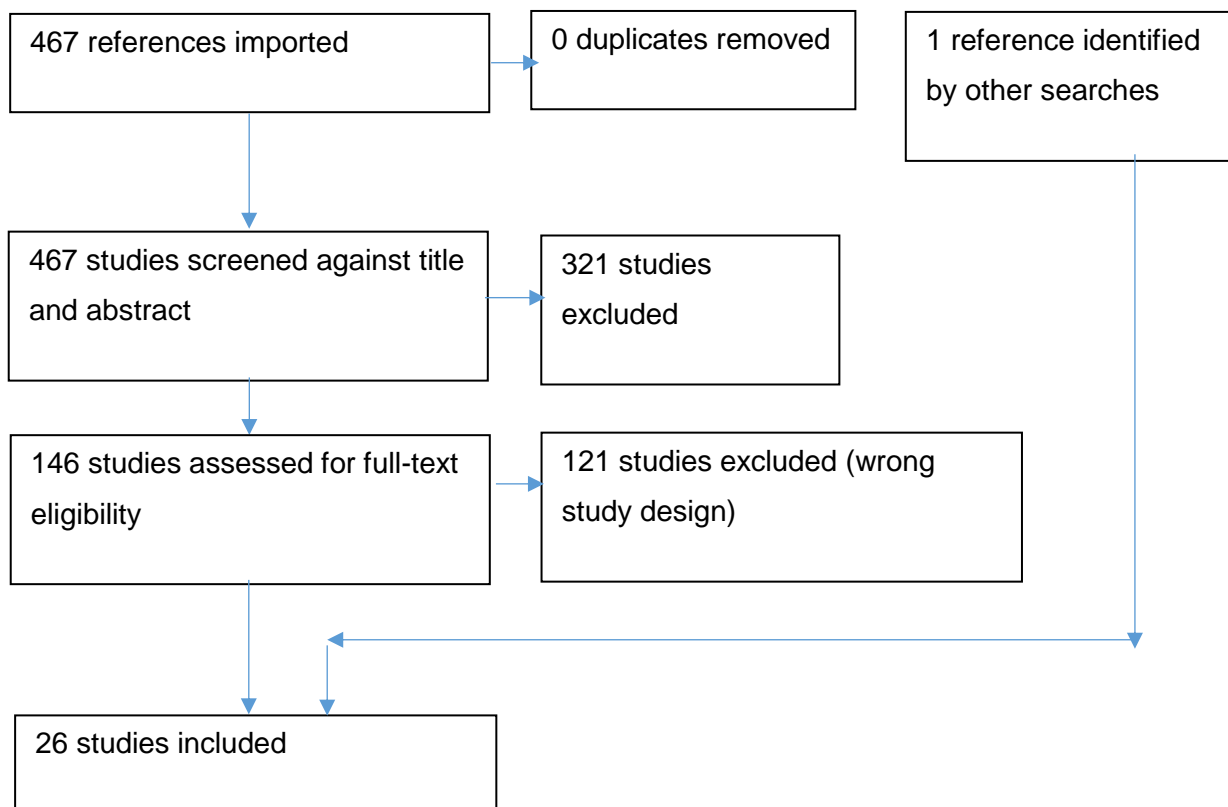 467 references imported
0 duplicates removed
1 reference identified
by other searches
467 studies screened against title
and abstract
321 studies
excluded
146 studies assessed for full-text
eligibility
121 studies excluded (wrong
study design)
26 studies included